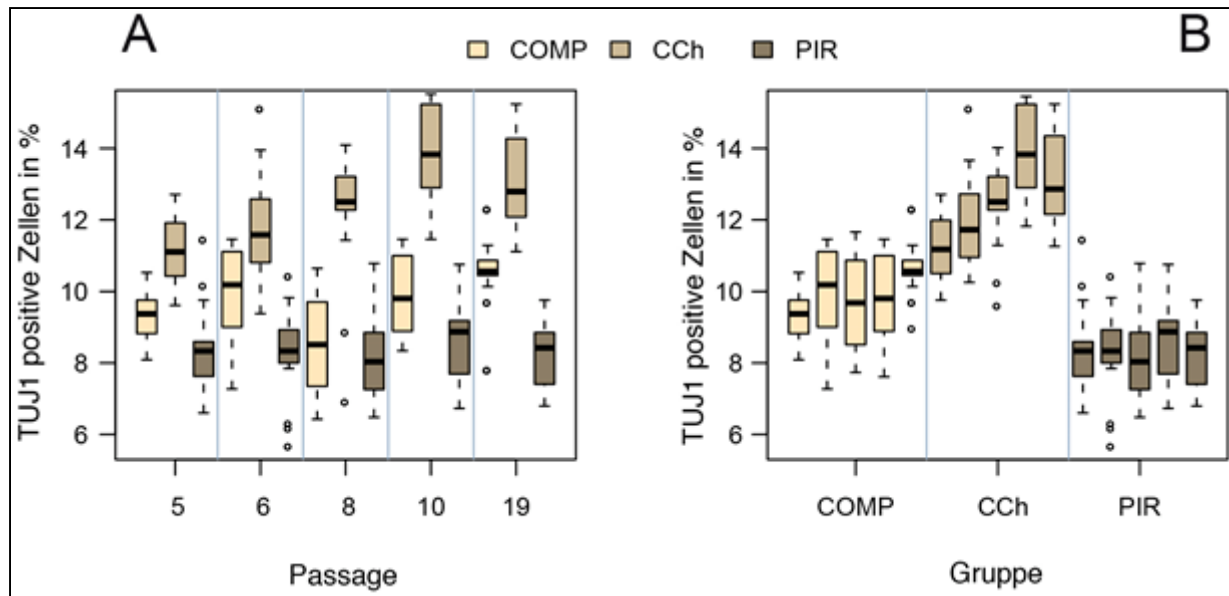 A
COMP CCh PIR
B
TUJ1 positive Zellen in %
14
12
10
8
6
5 6 8 10 19
Passage
TUJ1 positive Zellen in %
14
12
10
8
6
COMP CCh PIR
Gruppe